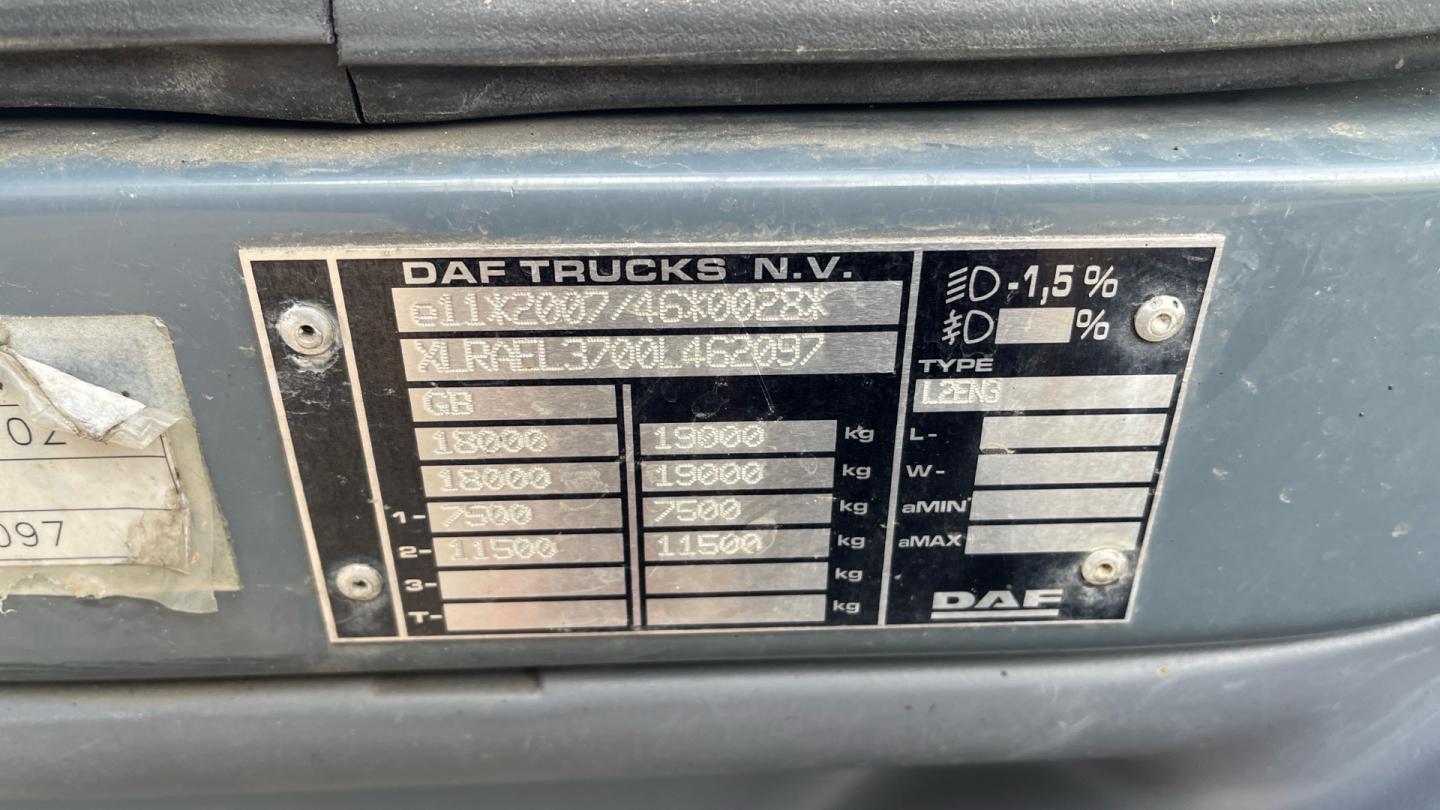 DAF TRUCKS N.V.
e11*2007/46*0028*
XLRAEL3700L462097
GB
18000 19000 kg
18000 19000 kg
1- 7500 7500 kg
2- 11500 11500 kg
3- kg
T- kg
-1,5%
%
TYPE
L2EN3
L-
W-
aMIN
aMAX
DAF
02
097